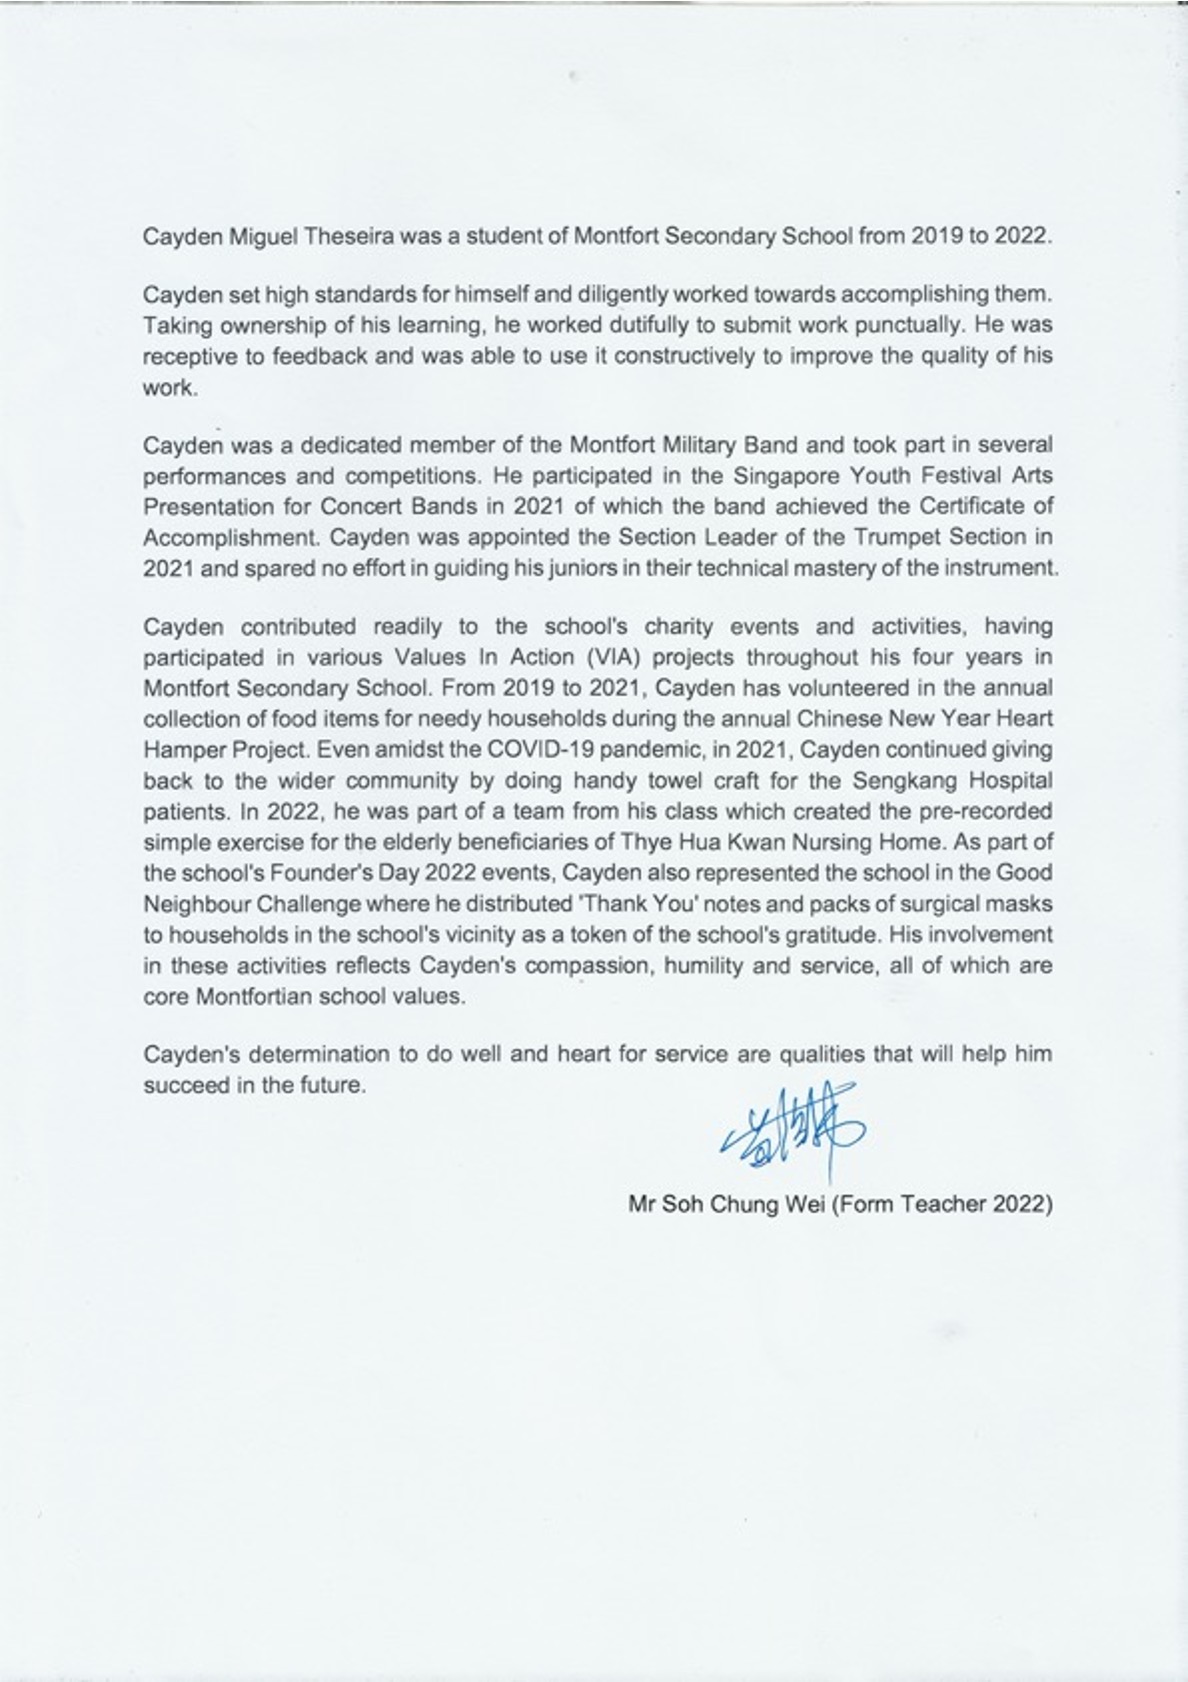 Cayden Miguel Theseira was a student of Montfort Secondary School from 2019 to 2022.
Cayden set high standards for himself and diligently worked towards accomplishing them.
Taking ownership of his learning, he worked dutifully to submit work punctually. He was
receptive to feedback and was able to use it constructively to improve the quality of his
work.
Cayden was a dedicated member of the Montfort Military Band and took part in several
performances and competitions. He participated in the Singapore Youth Festival Arts
Presentation for Concert Bands in 2021 of which the band achieved the Certificate of
Accomplishment. Cayden was appointed the Section Leader of the Trumpet Section in
2021 and spared no effort in guiding his juniors in their technical mastery of the instrument.
Cayden contributed readily to the school's charity events and activities, having
participated in various Values In Action (VIA) projects throughout his four years in
Montfort Secondary School. From 2019 to 2021, Cayden has volunteered in the annual
collection of food items for needy households during the annual Chinese New Year Heart
Hamper Project. Even amidst the COVID-19 pandemic, in 2021, Cayden continued giving
back to the wider community by doing handy towel craft for the Sengkang Hospital
patients. In 2022, he was part of a team from his class which created the pre-recorded
simple exercise for the elderly beneficiaries of Thye Hua Kwan Nursing Home. As part of
the school's Founder's Day 2022 events, Cayden also represented the school in the Good
Neighbour Challenge where he distributed 'Thank You' notes and packs of surgical masks
to households in the school's vicinity as a token of the school's gratitude. His involvement
in these activities reflects Cayden's compassion, humility and service, all of which are
core Montfortian school values.
Cayden's determination to do well and heart for service are qualities that will help him
succeed in the future.
Mr Soh Chung Wei (Form Teacher 2022)